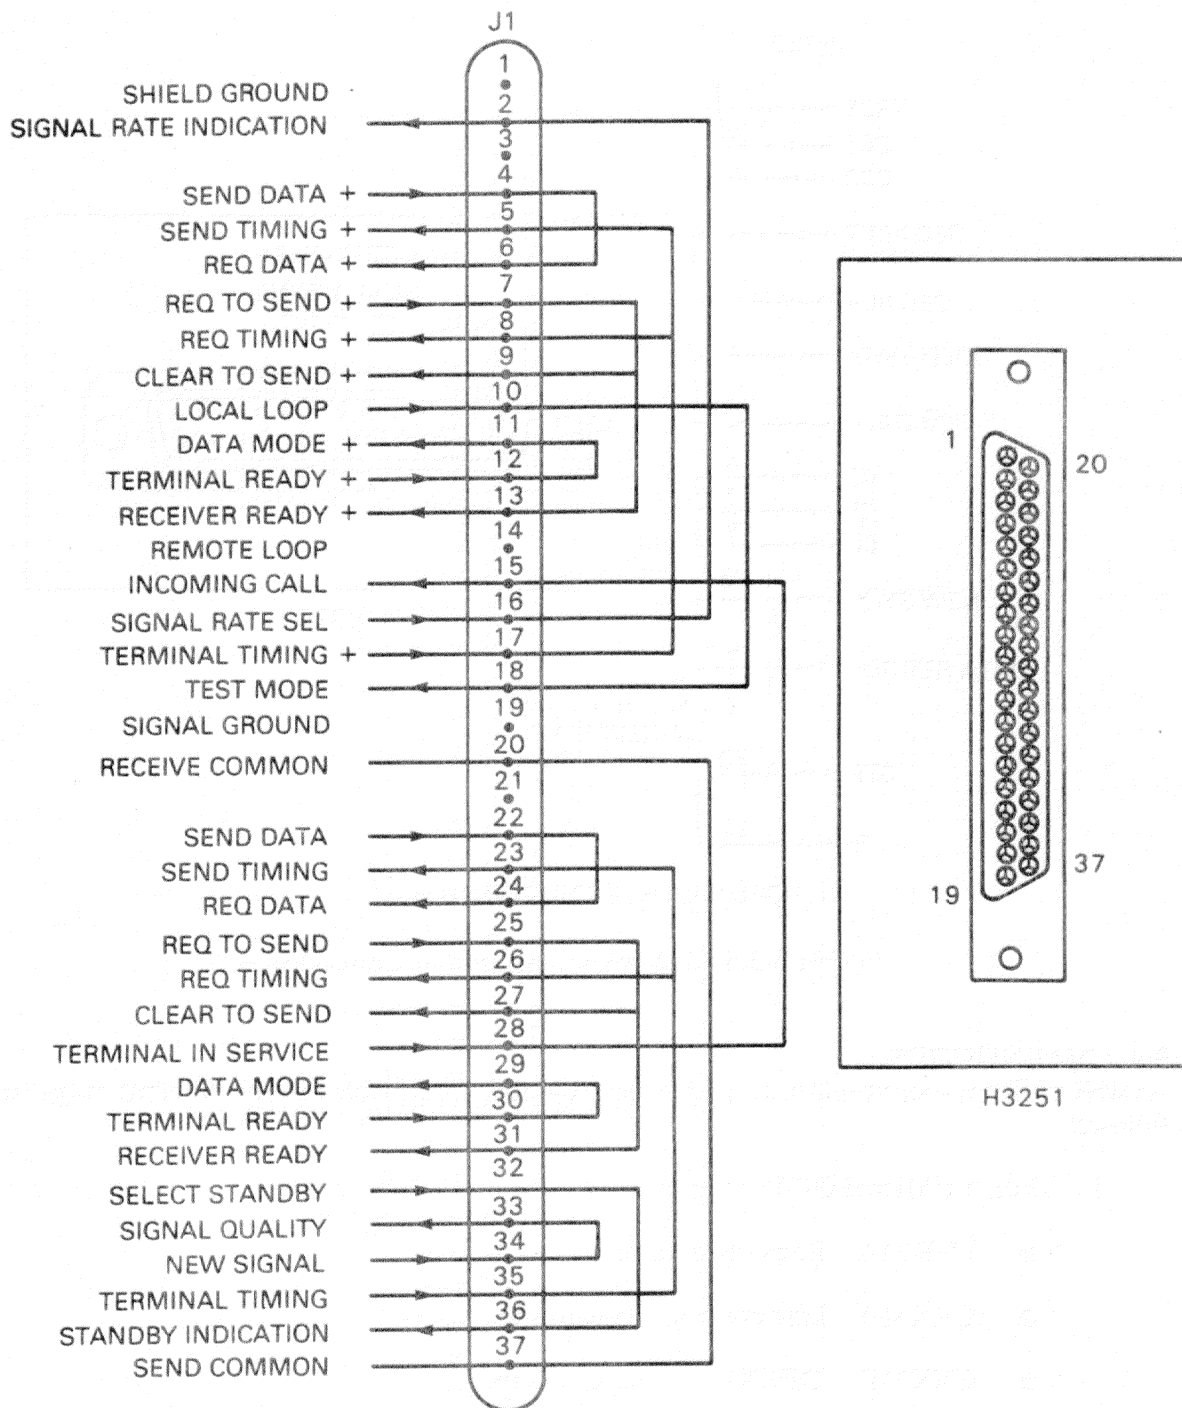 J1
1
SHIELD GROUND
2
SIGNAL RATE INDICATION
3
4
SEND DATA +
5
SEND TIMING +
6
REQ DATA +
7
REQ TO SEND +
8
REQ TIMING +
9
CLEAR TO SEND +
10
LOCAL LOOP
11
DATA MODE +
12
TERMINAL READY +
13
RECEIVER READY +
14
REMOTE LOOP
15
INCOMING CALL
16
SIGNAL RATE SEL
17
TERMINAL TIMING +
18
TEST MODE
19
SIGNAL GROUND
20
RECEIVE COMMON
21
22
SEND DATA
23
SEND TIMING
24
REQ DATA
25
REQ TO SEND
26
REQ TIMING
27
CLEAR TO SEND
28
TERMINAL IN SERVICE
29
DATA MODE
30
TERMINAL READY
31
RECEIVER READY
32
SELECT STANDBY
33
SIGNAL QUALITY
34
NEW SIGNAL
35
TERMINAL TIMING
36
STANDBY INDICATION
37
SEND COMMON
1
20
19
37
H3251